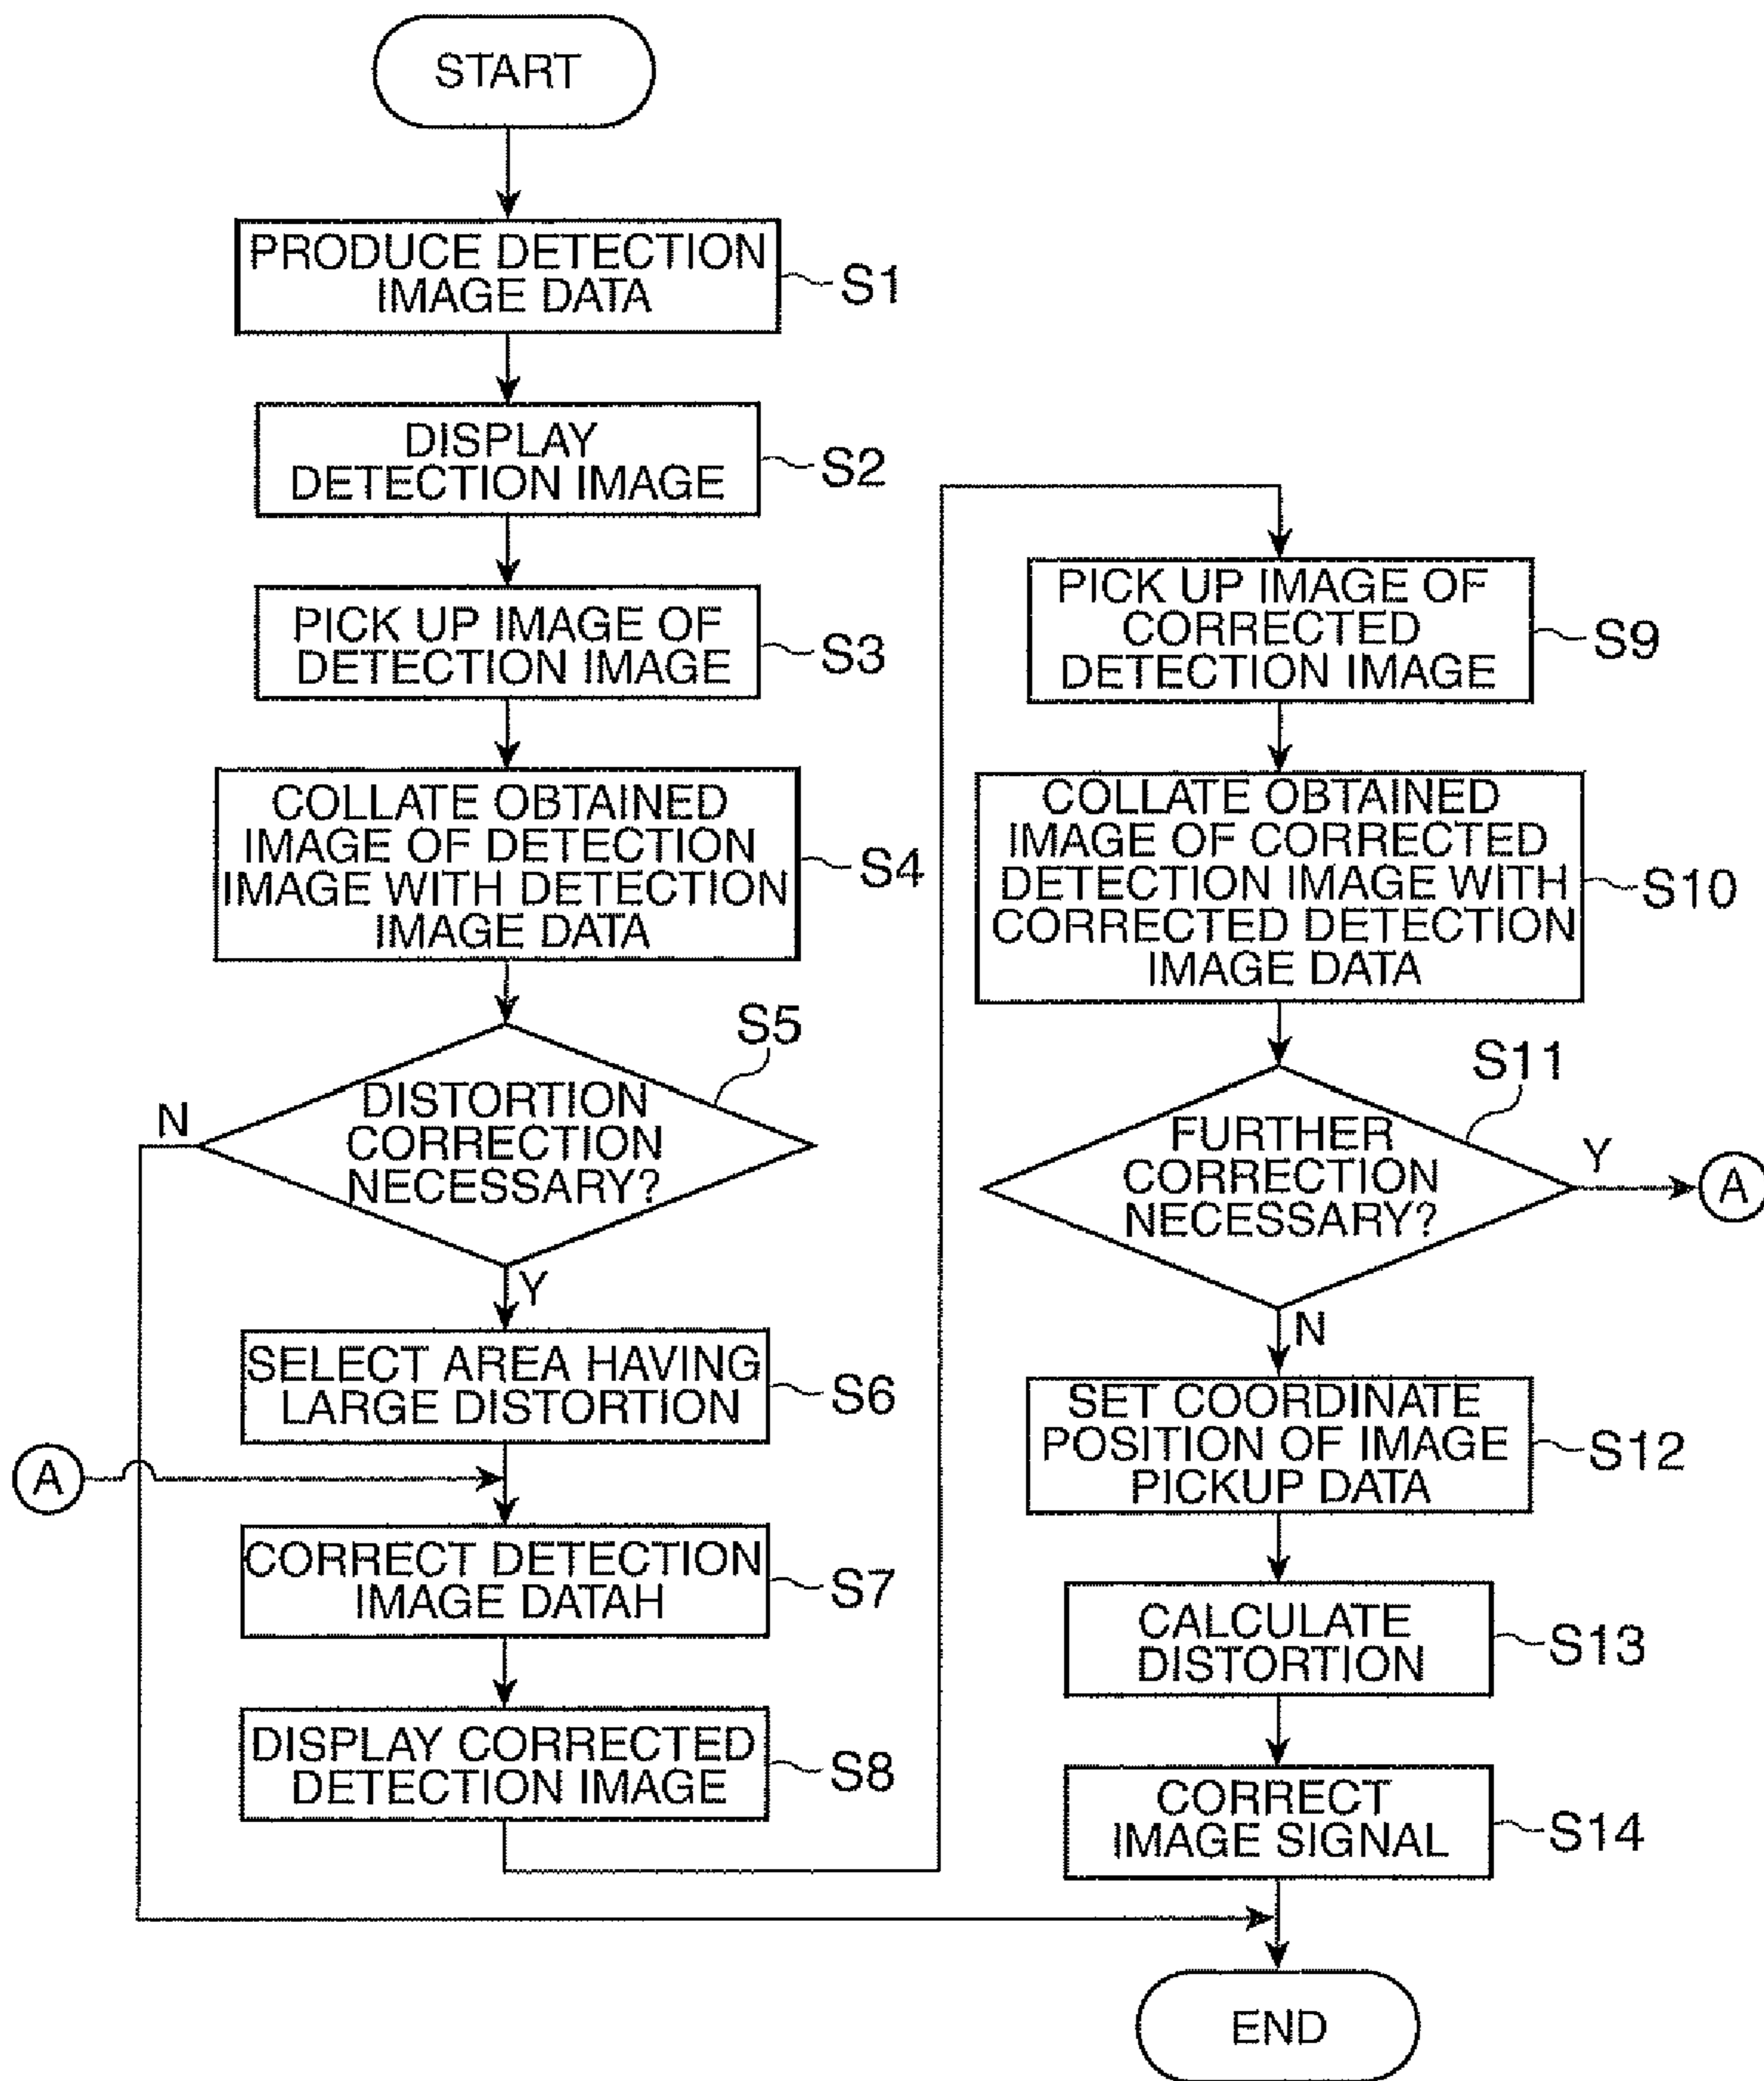 START
PRODUCE DETECTION
IMAGE DATA
S1
DISPLAY
DETECTION IMAGE
S2
PICK UP IMAGE OF
DETECTION IMAGE
S3
COLLATE OBTAINED
IMAGE OF DETECTION
IMAGE WITH DETECTION
IMAGE DATA
S4
S5
DISTORTION
CORRECTION
NECESSARY?
N
Y
SELECT AREA HAVING
LARGE DISTORTION
S6
A
CORRECT DETECTION
IMAGE DATAH
S7
DISPLAY CORRECTED
DETECTION IMAGE
S8
PICK UP IMAGE OF
CORRECTED
DETECTION IMAGE
S9
COLLATE OBTAINED
IMAGE OF CORRECTED
DETECTION IMAGE WITH
CORRECTED DETECTION
IMAGE DATA
S10
S11
FURTHER
CORRECTION
NECESSARY?
Y
A
N
SET COORDINATE
POSITION OF IMAGE
PICKUP DATA
S12
CALCULATE
DISTORTION
S13
CORRECT
IMAGE SIGNAL
S14
END